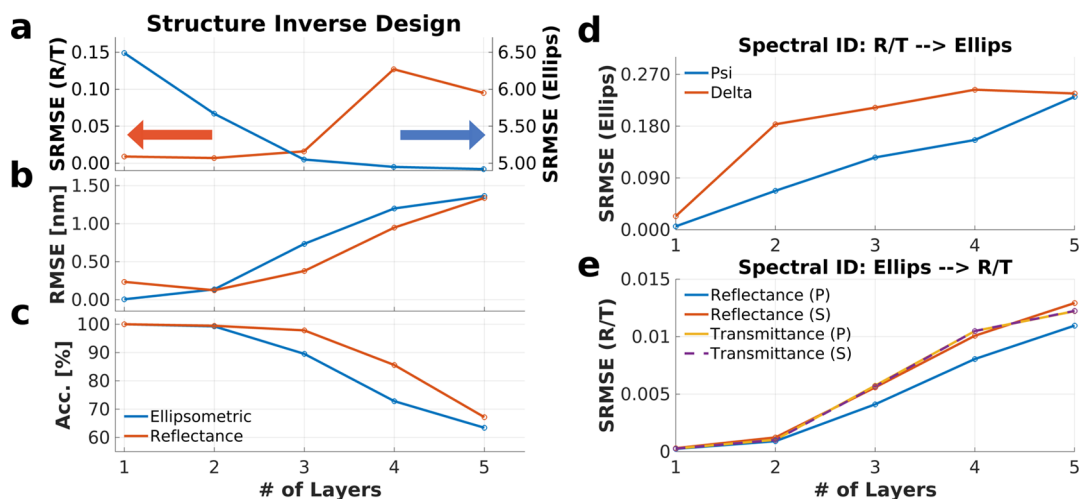 a
Structure Inverse Design
SRMSE (R/T)
0.15
0.10
0.05
0.00
6.50
6.00
5.50
5.00
SRMSE (Ellips)
b
RMSE [nm]
1.50
1.00
0.50
0.00
c
Acc. [%]
100
90
80
70
60
Ellipsometric
Reflectance
1 2 3 4 5
# of Layers
d
Spectral ID: R/T --> Ellips
SRMSE (Ellips)
0.270
0.180
0.090
0.000
Psi
Delta
1 2 3 4 5
e
Spectral ID: Ellips --> R/T
SRMSE (R/T)
0.015
0.01
0.005
0
Reflectance (P)
Reflectance (S)
Transmittance (P)
Transmittance (S)
1 2 3 4 5
# of Layers